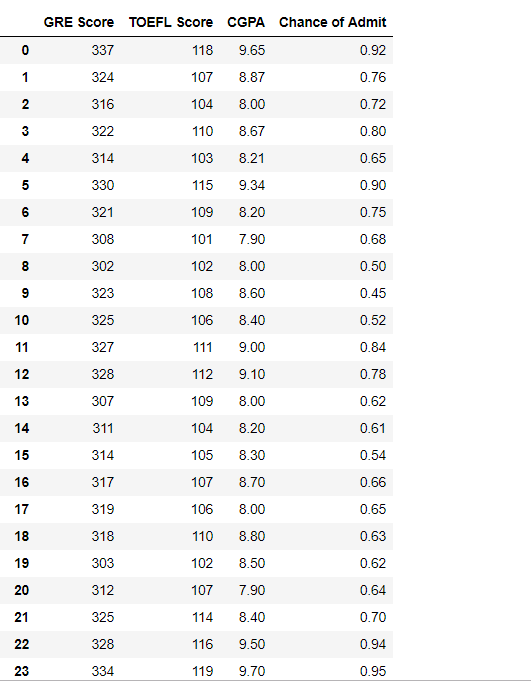 GRE Score TOEFL Score CGPA Chance of Admit
0 337 118 9.65 0.92
1 324 107 8.87 0.76
2 316 104 8.00 0.72
3 322 110 8.67 0.80
4 314 103 8.21 0.65
5 330 115 9.34 0.90
6 321 109 8.20 0.75
7 308 101 7.90 0.68
8 302 102 8.00 0.50
9 323 108 8.60 0.45
10 325 106 8.40 0.52
11 327 111 9.00 0.84
12 328 112 9.10 0.78
13 307 109 8.00 0.62
14 311 104 8.20 0.61
15 314 105 8.30 0.54
16 317 107 8.70 0.66
17 319 106 8.00 0.65
18 318 110 8.80 0.63
19 303 102 8.50 0.62
20 312 107 7.90 0.64
21 325 114 8.40 0.70
22 328 116 9.50 0.94
23 334 119 9.70 0.95